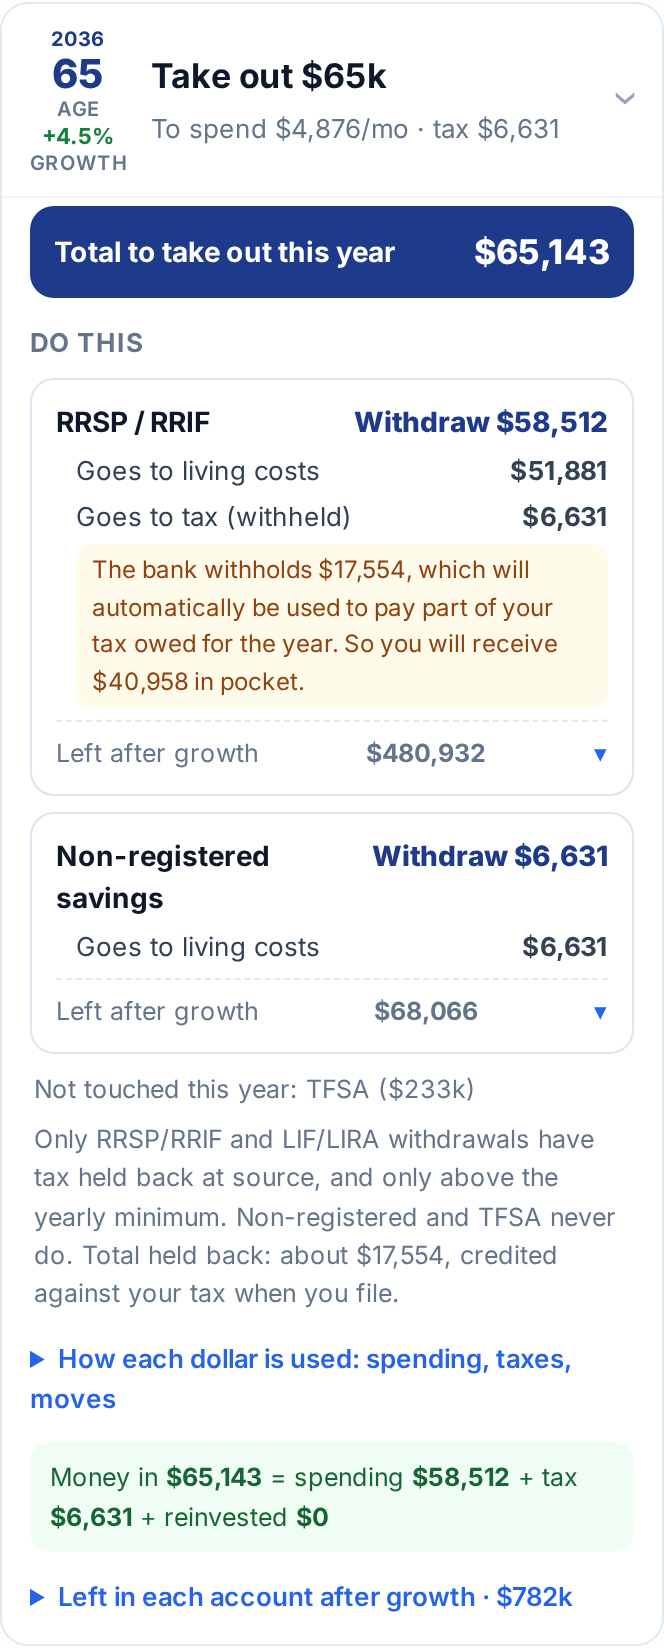 2036
65
AGE
+4.5%
GROWTH
Take out $65k
To spend $4,876/mo · tax $6,631
Total to take out this year $65,143
DO THIS
RRSP / RRIF Withdraw $58,512
Goes to living costs $51,881
Goes to tax (withheld) $6,631
The bank withholds $17,554, which will
automatically be used to pay part of your
tax owed for the year. So you will receive
$40,958 in pocket.
Left after growth $480,932 ▼
Non-registered Withdraw $6,631
savings
Goes to living costs $6,631
Left after growth $68,066 ▼
Not touched this year: TFSA ($233k)
Only RRSP/RRIF and LIF/LIRA withdrawals have
tax held back at source, and only above the
yearly minimum. Non-registered and TFSA never
do. Total held back: about $17,554, credited
against your tax when you file.
▶ How each dollar is used: spending, taxes,
moves
Money in $65,143 = spending $58,512 + tax
$6,631 + reinvested $0
▶ Left in each account after growth · $782k